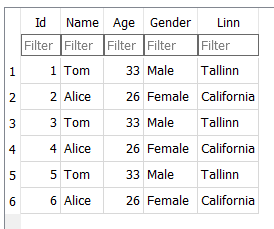 Id Name Age Gender Linn
Filter Filter Filter Filter Filter
1 1 Tom 33 Male Tallinn
2 2 Alice 26 Female California
3 3 Tom 33 Male Tallinn
4 4 Alice 26 Female California
5 5 Tom 33 Male Tallinn
6 6 Alice 26 Female California